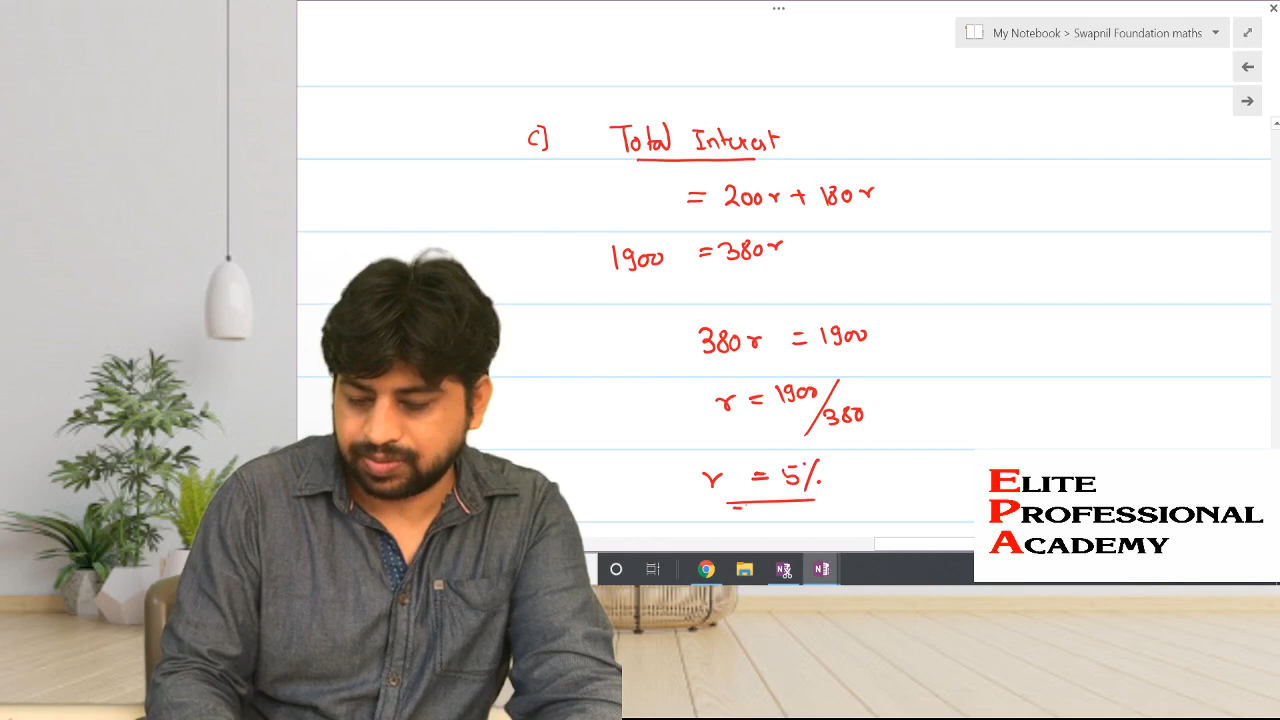 My Notebook > Swapnil Foundation maths
c] Total Interest
= 200r + 180r
1900 = 380r
380r = 1900
r = 1900/380
r = 5%
ELITE
PROFESSIONAL
ACADEMY